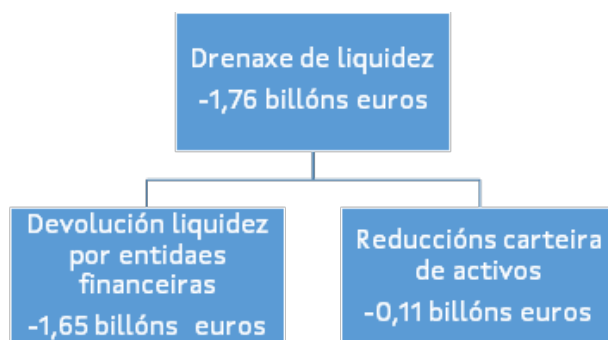 Drenaxe de liquidez
-1,76 billóns euros
Devolución liquidez
por entidaes
financeiras
-1,65 billóns euros
Reduccións carteira
de activos
-0,11 billóns euros